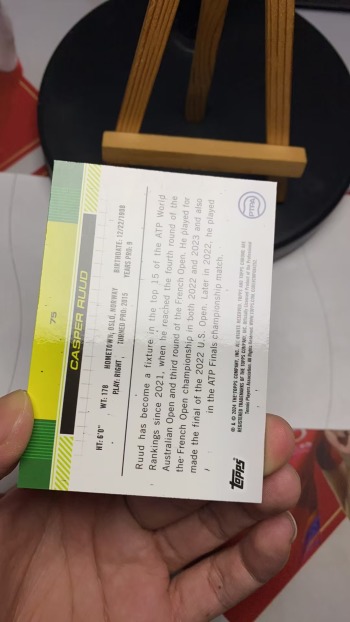 75
CASPER RUUD
HT: 6'0" WT: 178 HOMETOWN: OSLO, NORWAY BIRTHDATE: 12/22/1998
PLAY: RIGHT TURNED PRO: 2015 YEARS PRO: 9
Ruud has become a fixture in the top 15 of the ATP World
Rankings since 2021, when he reached the fourth round of the
Australian Open and third round of the French Open. He played for
the French Open championship in both 2022 and 2023 and also
made the final of the 2022 U.S. Open. Later in 2022, he played
in the ATP Finals championship match.
PTPA
Topps